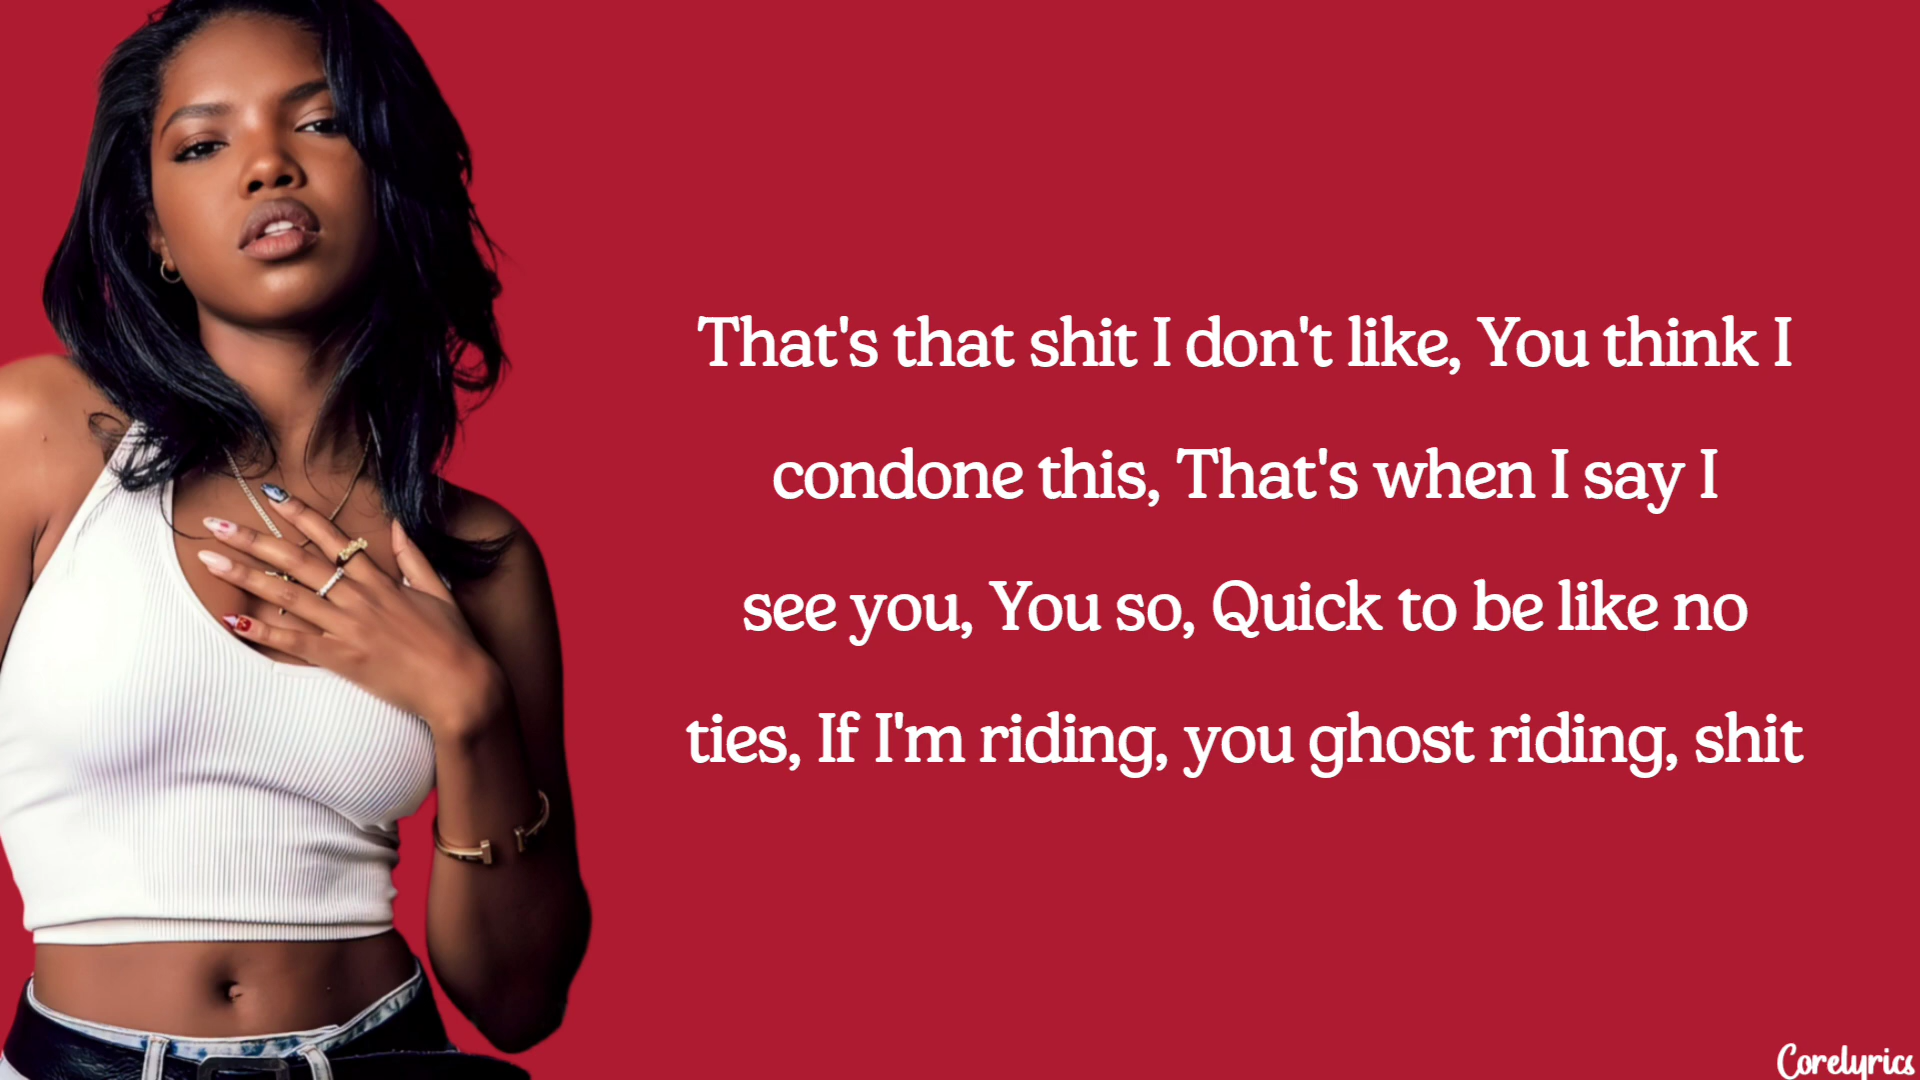 That's that shit I don't like, You think I
condone this, That's when I say I
see you, You so, Quick to be like no
ties, If I'm riding, you ghost riding, shit
Corelyrics